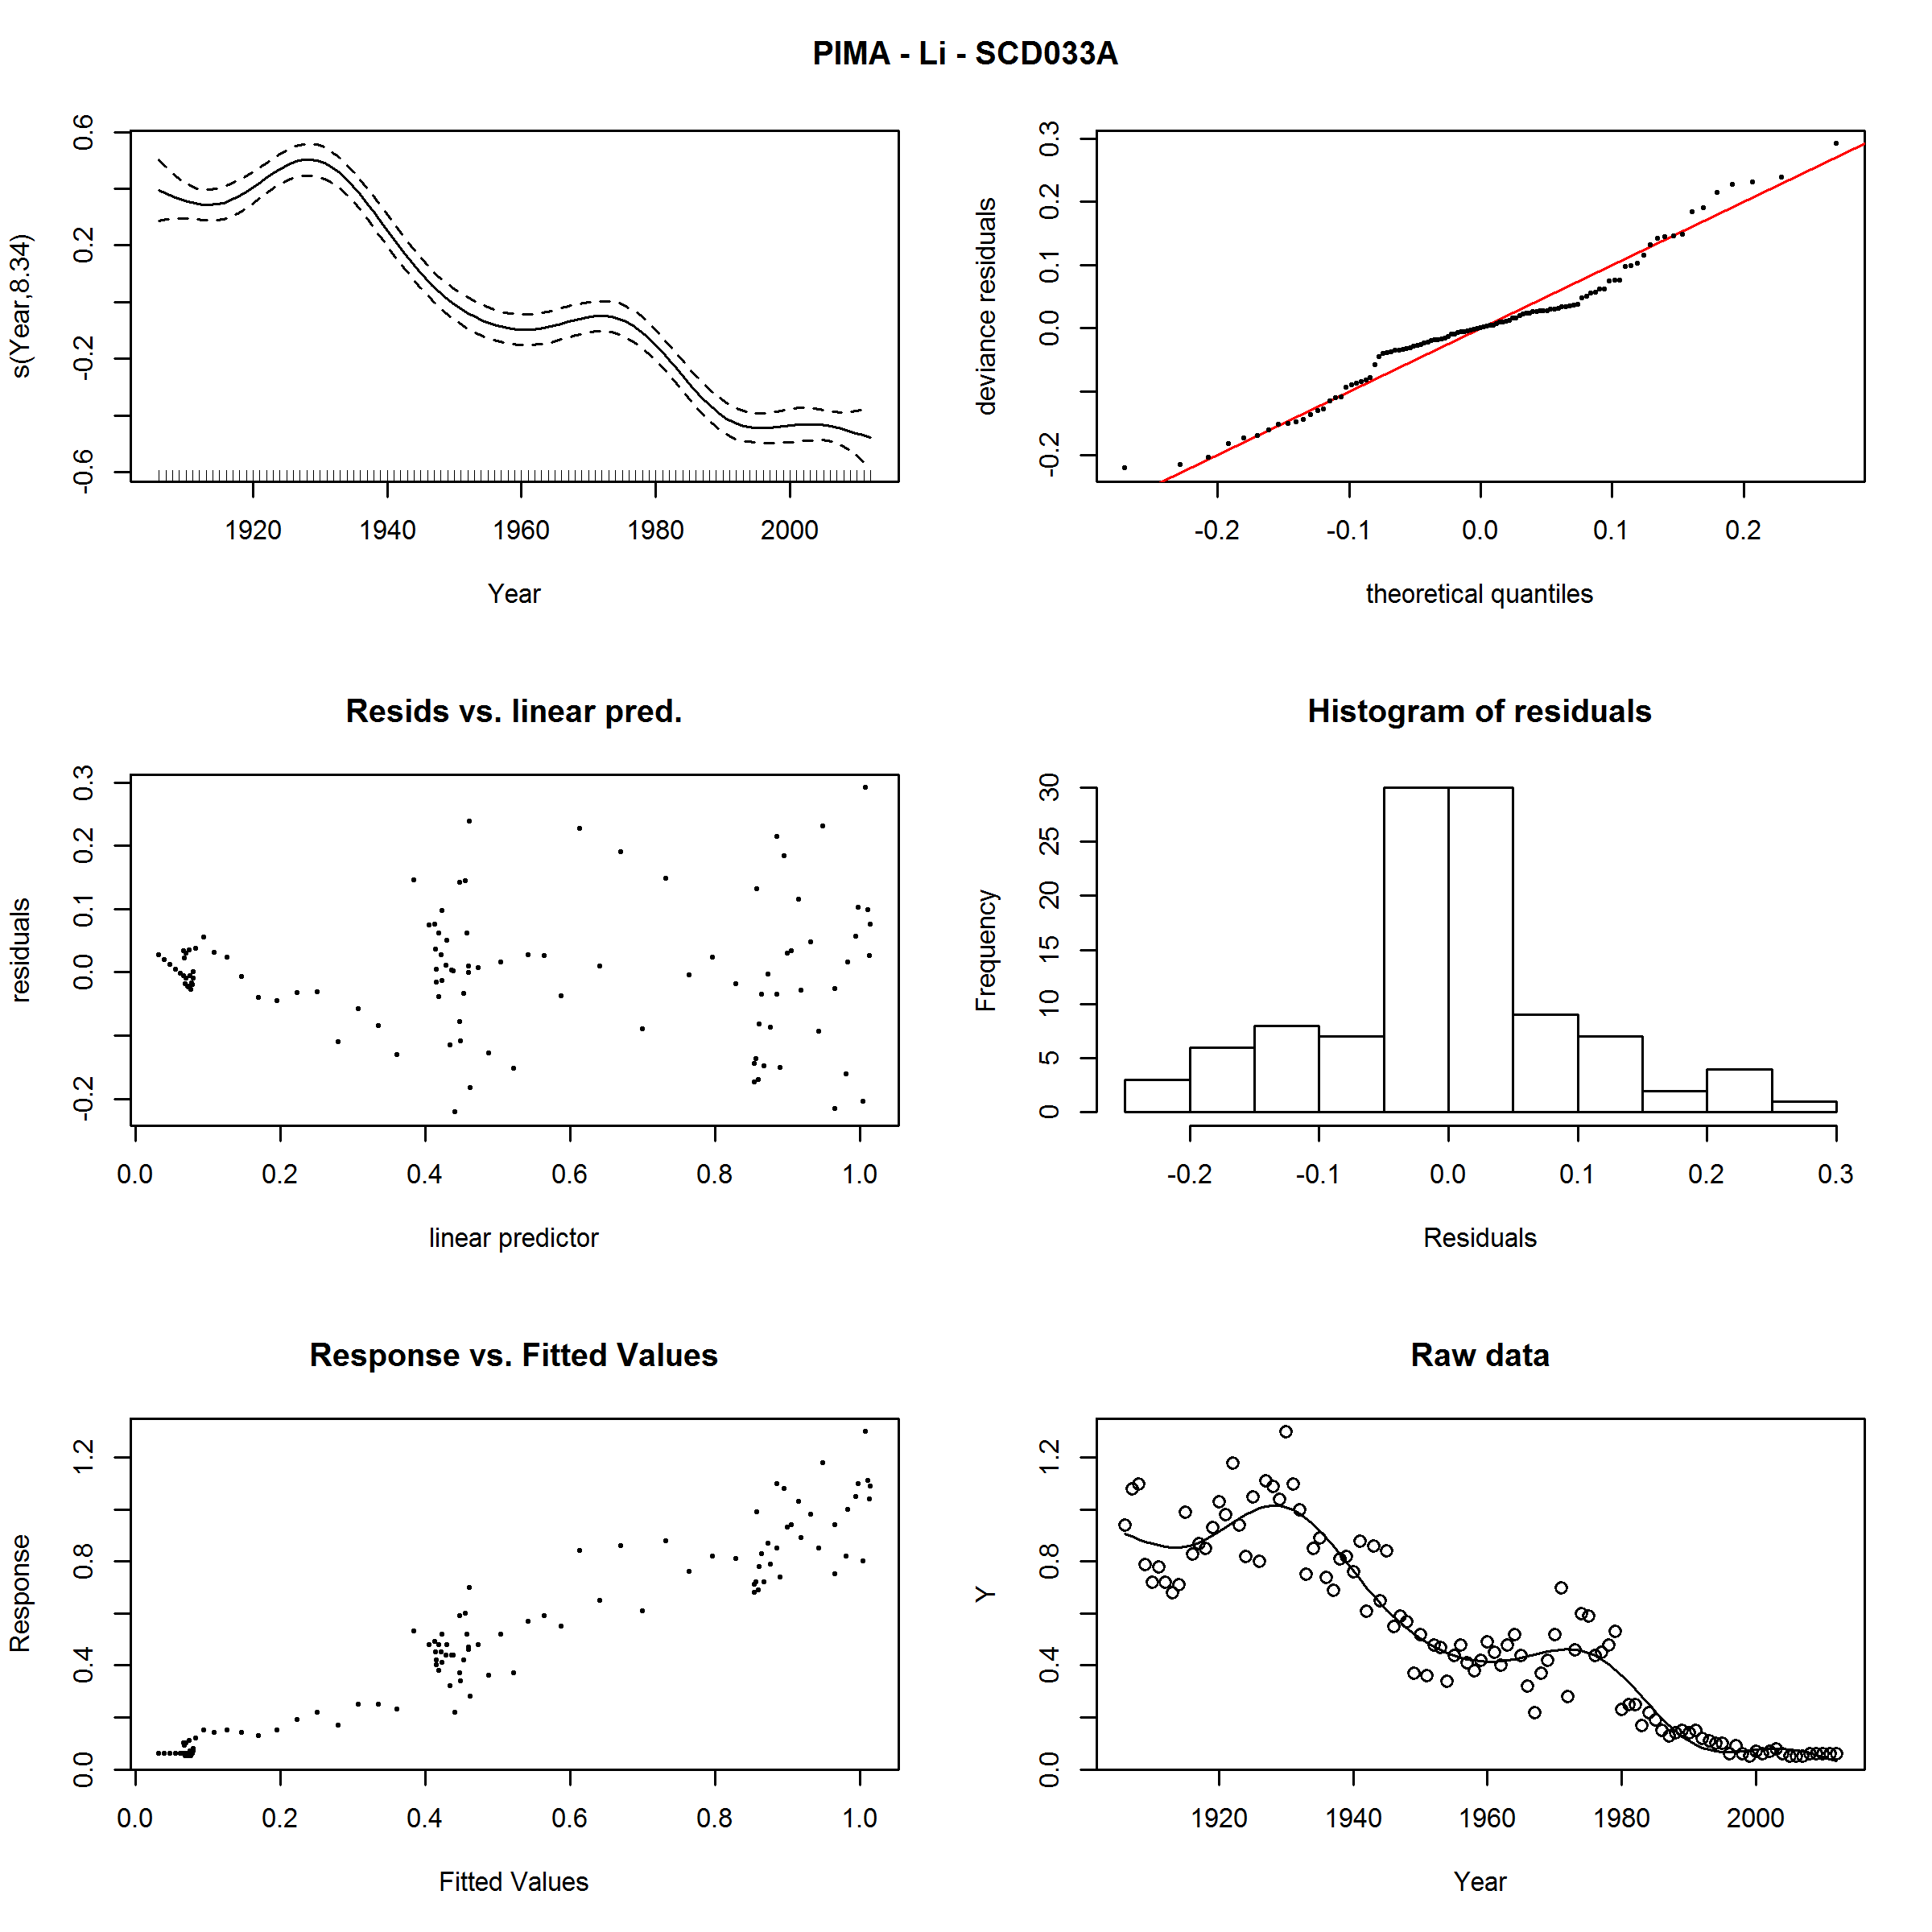 PIMA - Li - SCD033A
s(Year,8.34)
0.6
0.2
-0.2
-0.6
1920 1940 1960 1980 2000
Year
deviance residuals
0.3
0.2
0.1
0.0
-0.2
-0.2 -0.1 0.0 0.1 0.2
theoretical quantiles
Resids vs. linear pred.
residuals
0.3
0.2
0.1
0.0
-0.2
0.0 0.2 0.4 0.6 0.8 1.0
linear predictor
Histogram of residuals
Frequency
30
25
20
15
10
5
0
-0.2 -0.1 0.0 0.1 0.2 0.3
Residuals
Response vs. Fitted Values
Response
1.2
0.8
0.4
0.0
0.0 0.2 0.4 0.6 0.8 1.0
Fitted Values
Raw data
Y
1.2
0.8
0.4
0.0
1920 1940 1960 1980 2000
Year